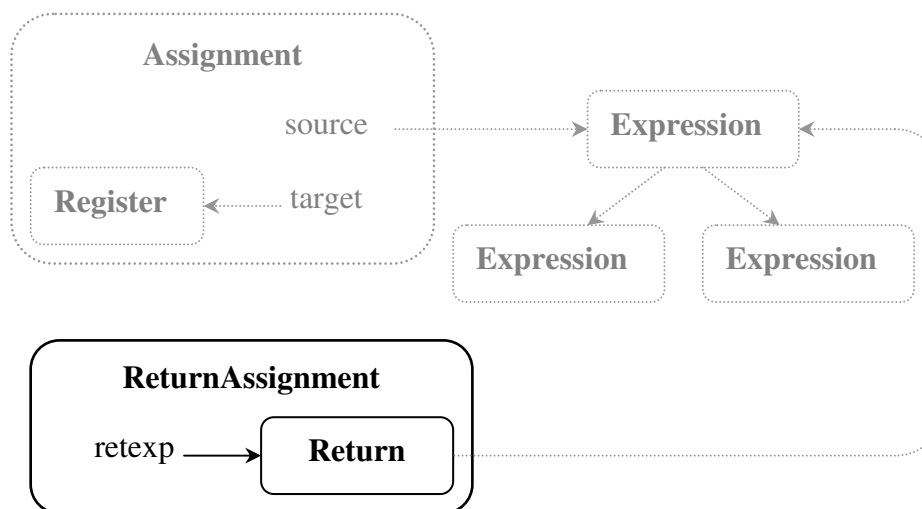 Assignment
source
Expression
Register
target
Expression
Expression
ReturnAssignment
retexp
Return